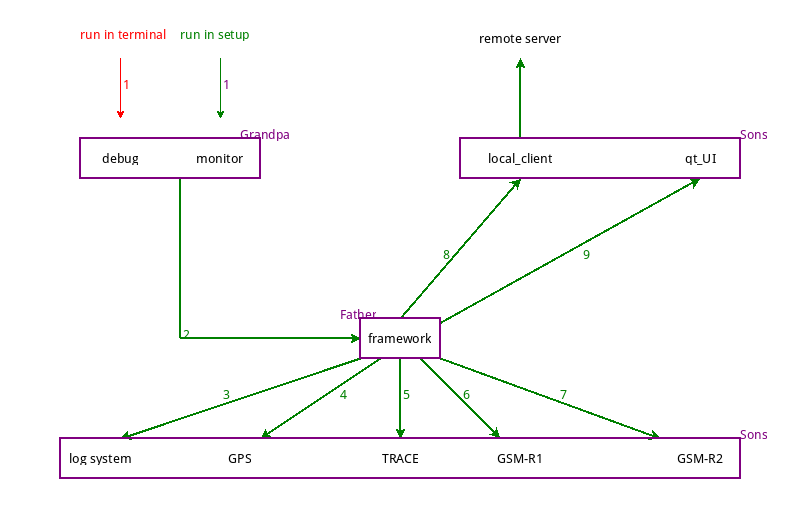 run in terminal run in setup
remote server
1 1
Grandpa Sons
debug monitor local_client qt_UI
8 9
Father
2 framework
3 4 5 6 7
Sons
log system GPS TRACE GSM-R1 GSM-R2